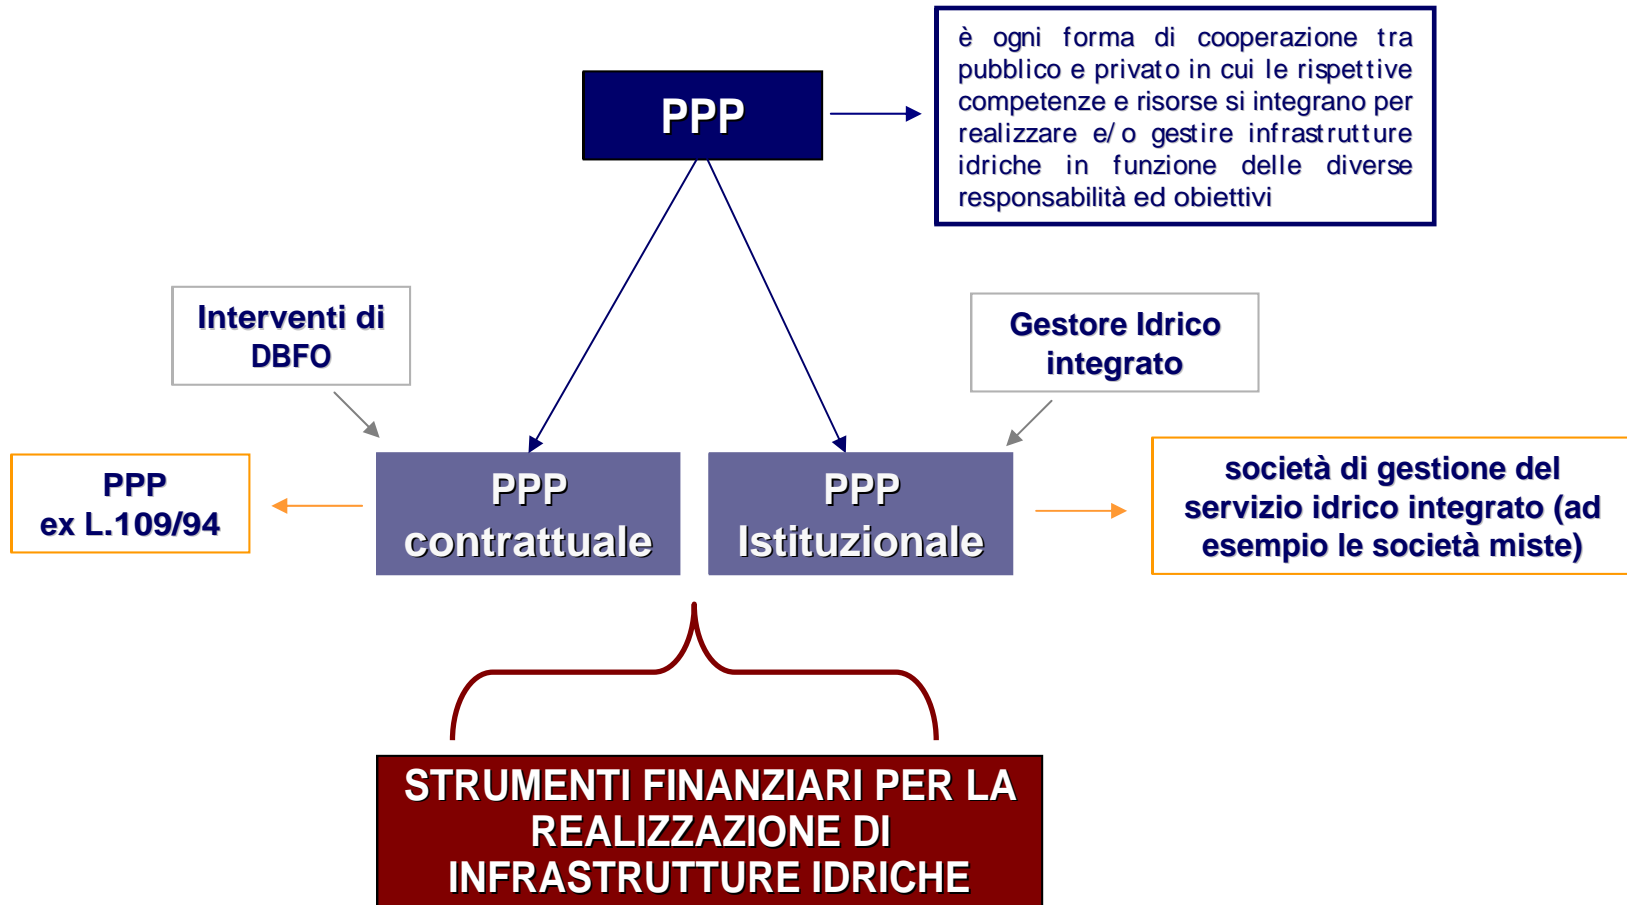 PPP
è ogni forma di cooperazione tra
pubblico e privato in cui le rispettive
competenze e risorse si integrano per
realizzare e/o gestire infrastrutture
idriche in funzione delle diverse
responsabilità ed obiettivi
Interventi di
DBFO
Gestore Idrico
integrato
PPP
ex L.109/94
PPP
contrattuale
PPP
Istituzionale
società di gestione del
servizio idrico integrato (ad
esempio le società miste)
STRUMENTI FINANZIARI PER LA
REALIZZAZIONE DI
INFRASTRUTTURE IDRICHE